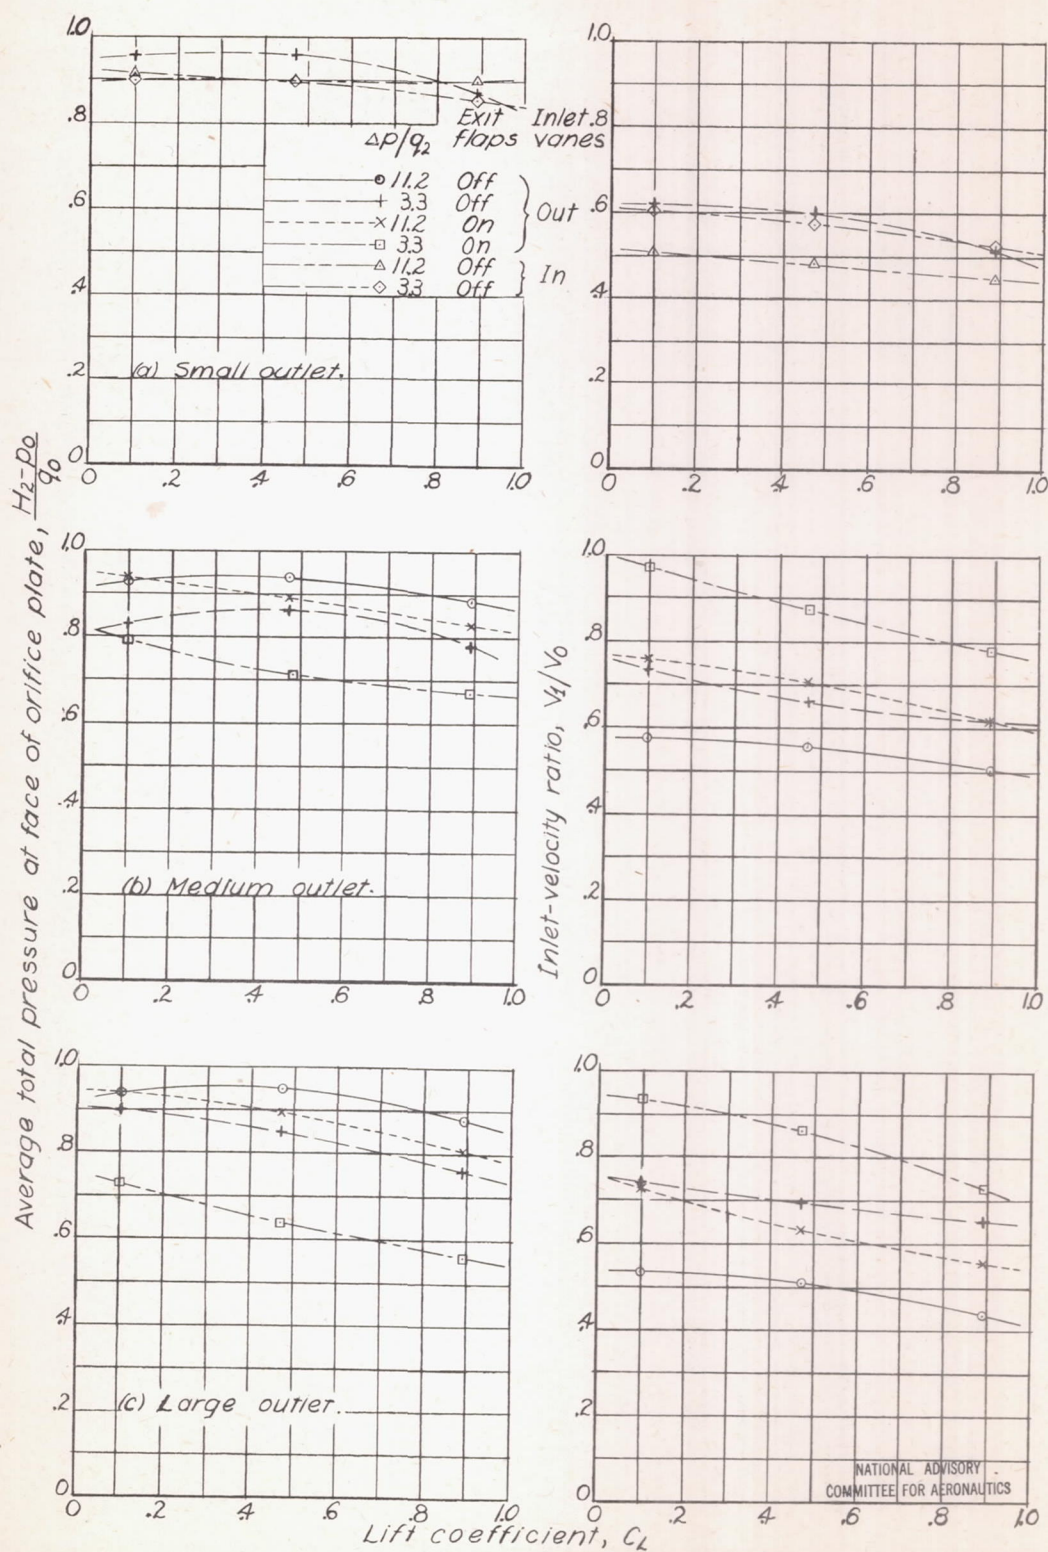 1.0
.8
.6
.4
.2
0
0 .2 .4 .6 .8 1.0
Δp/q2 Exit flaps Inlet vanes
11.2 Off
3.3 Off
11.2 On
3.3 On
Out
11.2 Off
3.3 Off
In
(a) Small outlet.
1.0
.8
.6
.4
.2
0
0 .2 .4 .6 .8 1.0
Average total pressure at face of orifice plate, H2-p0/q0
1.0
.8
.6
.4
.2
0
0 .2 .4 .6 .8 1.0
(b) Medium outlet.
Inlet-velocity ratio, V1/V0
1.0
.8
.6
.4
.2
0
0 .2 .4 .6 .8 1.0
1.0
.8
.6
.4
.2
0
0 .2 .4 .6 .8 1.0
(c) Large outlet.
1.0
.8
.6
.4
.2
0
0 .2 .4 .6 .8 1.0
NATIONAL ADVISORY
COMMITTEE FOR AERONAUTICS
Lift coefficient, CL